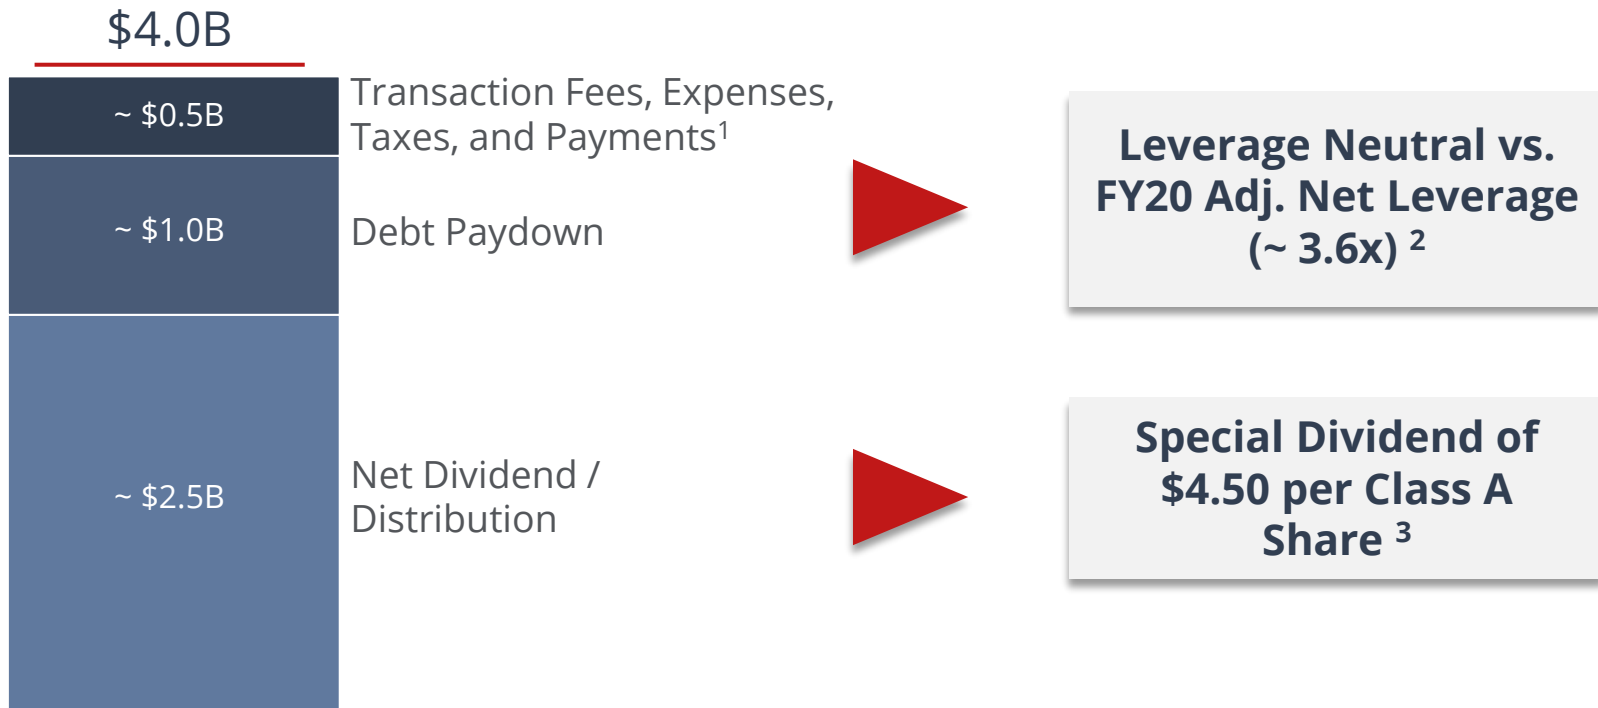 $4.0B
~ $0.5B
Transaction Fees, Expenses,
Taxes, and Payments¹
~ $1.0B
Debt Paydown
Leverage Neutral vs.
FY20 Adj. Net Leverage
(~ 3.6x) ²
~ $2.5B
Net Dividend /
Distribution
Special Dividend of
$4.50 per Class A
Share ³